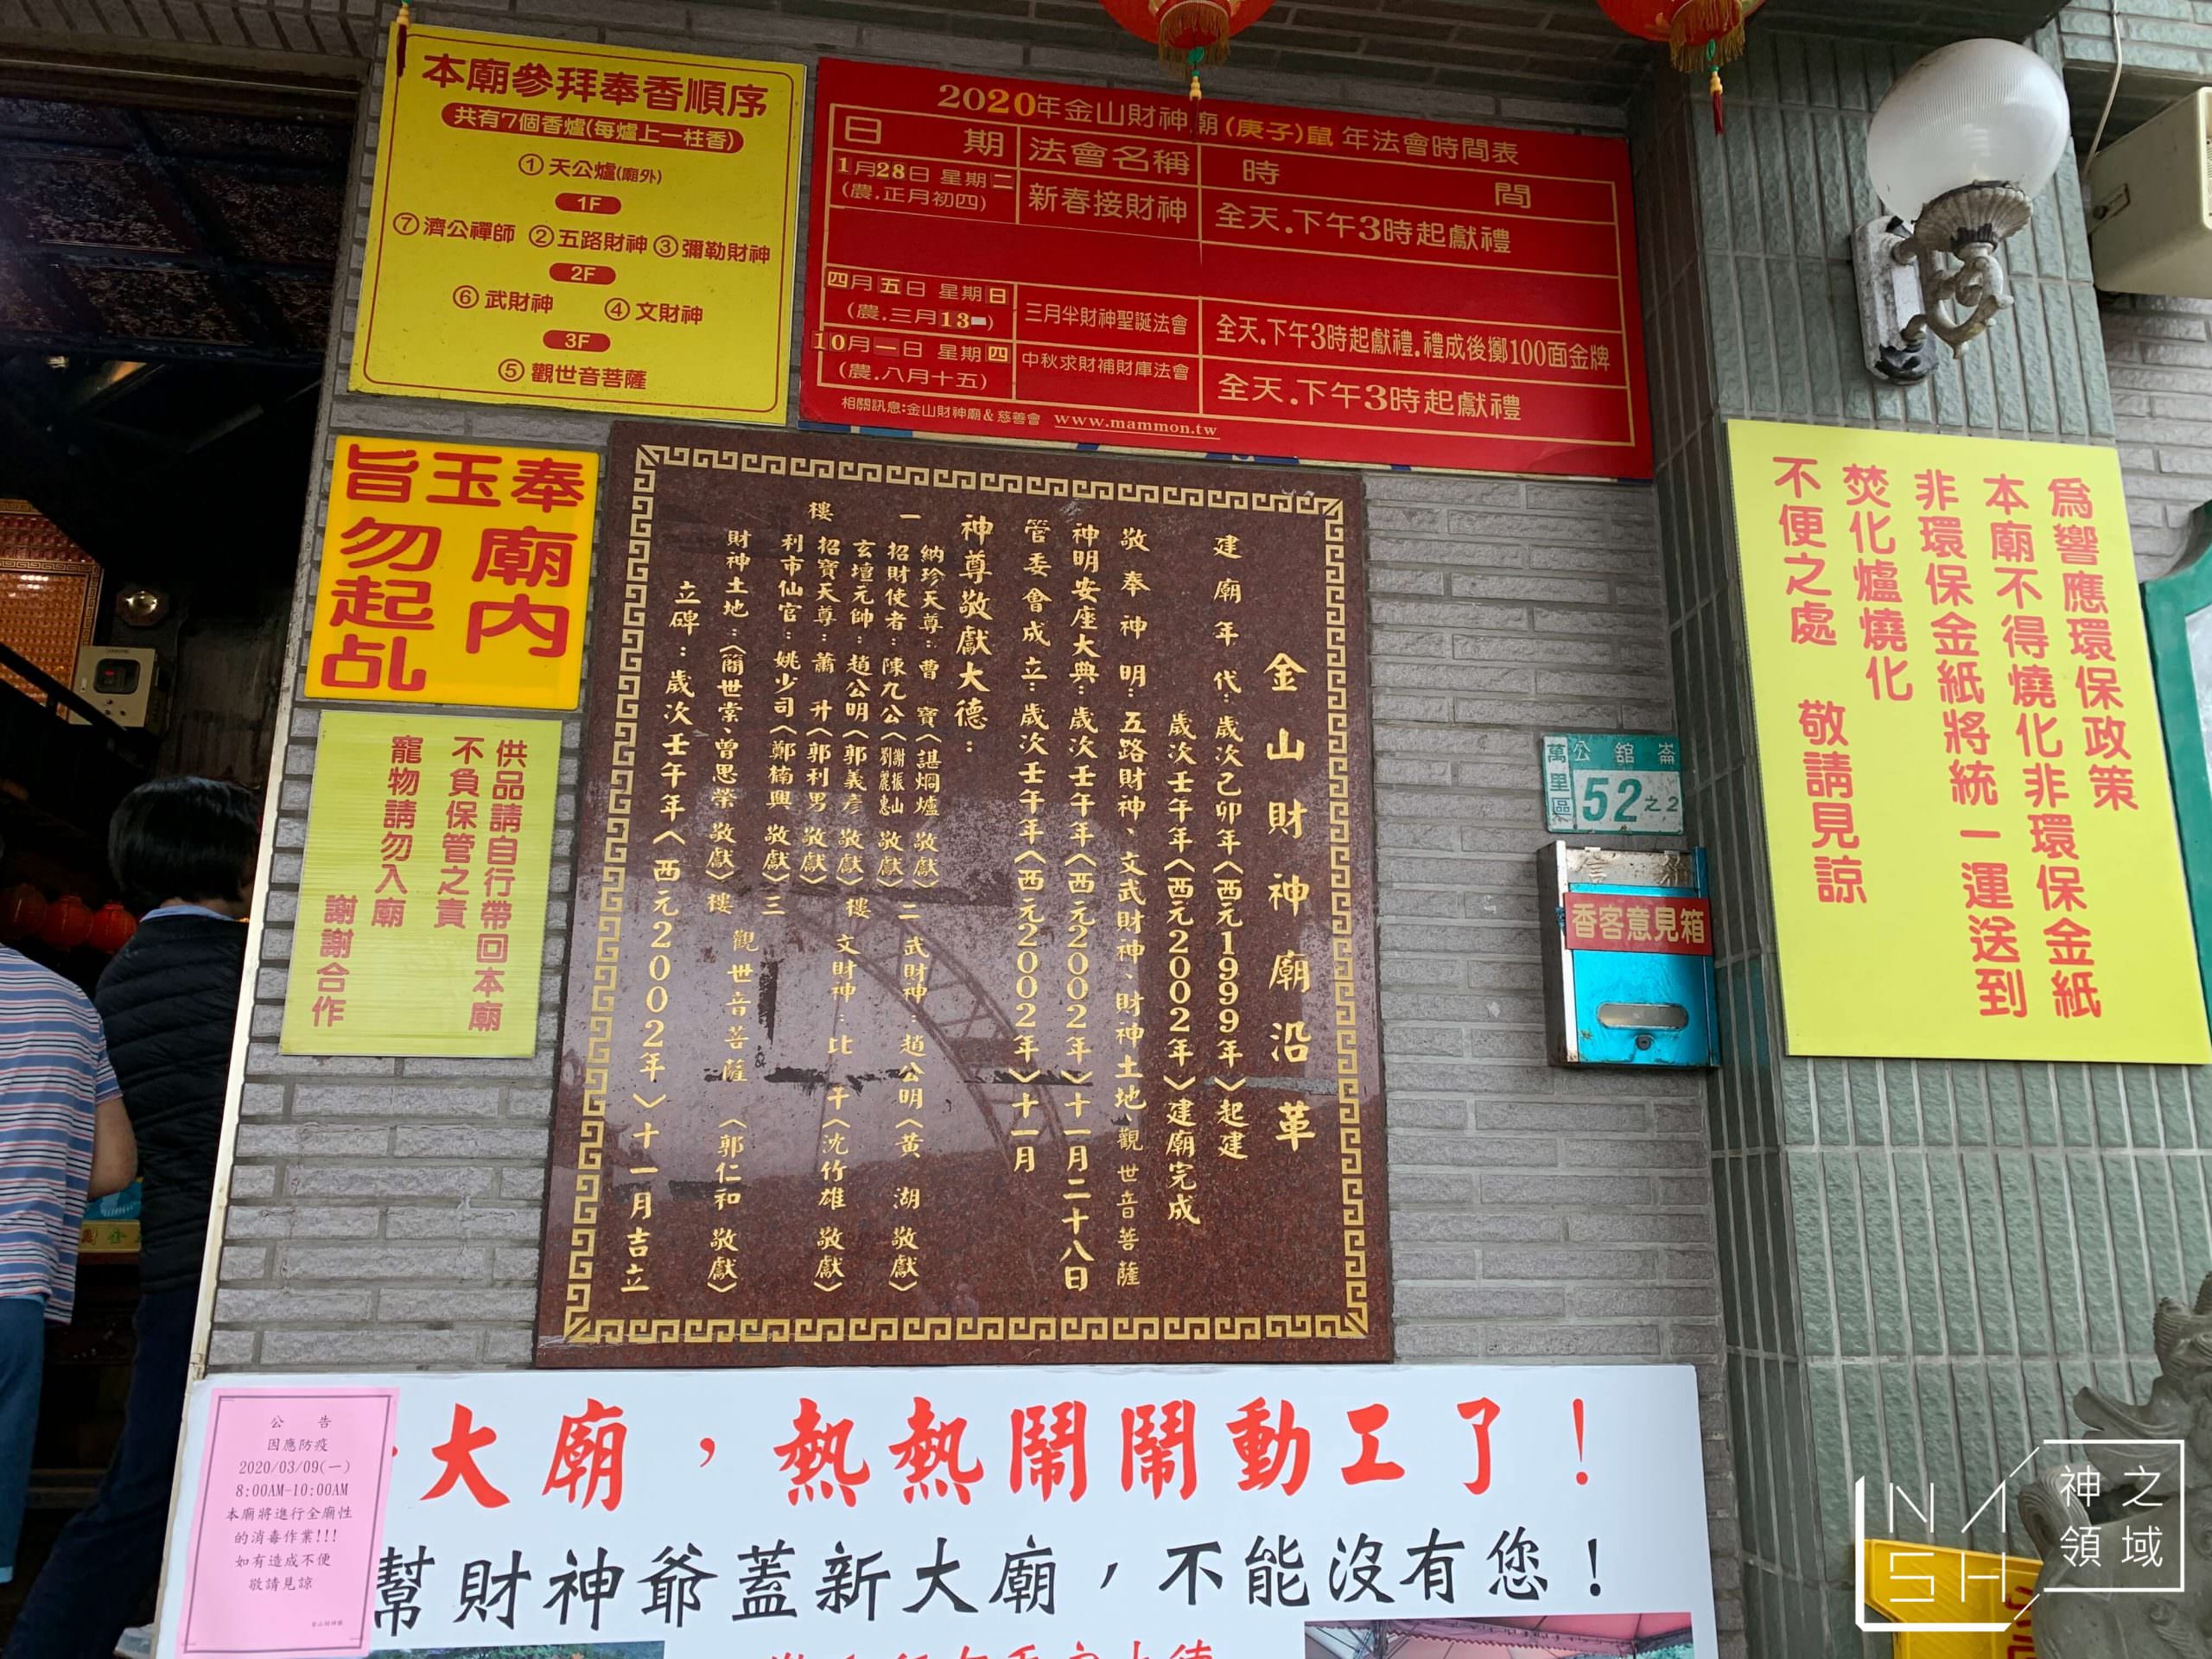 本廟參拜奉香順序
共有7個香爐(每爐上一柱香)
①天公爐(廟外)
1F
⑦濟公禪師 ②五路財神 ③彌勒財神
2F
⑥武財神 ④文財神
3F
⑤觀世音菩薩
2020年金山財神廟(庚子)鼠年法會時間表
日期 法會名稱 時間
1月28日 星期二
(農.正月初四)
新春接財神
全天.下午3時起獻禮
四月五日 星期日
(農.三月13)
三月半財神聖誕法會
全天.下午3時起獻禮.禮成後擲100面金牌
10月一日 星期四
(農.八月十五)
中秋求財補財庫法會
全天.下午3時起獻禮
相關訊息:金山財神廟&慈善會 www.mammon.tw
奉玉旨
廟內
勿起乩
供品請自行帶回本廟
不負保管之責
寵物請勿入廟
謝謝合作
金山財神廟沿革
建廟年代:歲次己卯年〈西元1999年〉起建
歲次壬午年〈西元2002年〉建廟完成
敬奉神明:五路財神、文武財神、財神土地、觀世音菩薩
神明安座大典:歲次壬午年〈西元2002年〉十一月二十八日
管委會成立:歲次壬午年〈西元2002年〉十一月
神尊敬獻大德:
納珍天尊:曹寶〈諶烱爐 敬獻〉
一 招財使者:陳九公〈謝振山 劉麗惠 敬獻〉
二 武財神:趙公明〈黃湖 敬獻〉
玄壇元帥:趙公明〈郭義彥 敬獻〉樓
樓 招寶天尊:蕭升〈郭利男 敬獻〉
文財神:比干〈沈竹雄 敬獻〉
利市仙官:姚少司〈鄭楠興 敬獻〉三
財神土地:〈簡世棠、曾思榮 敬獻〉樓
觀世音菩薩〈郭仁和 敬獻〉
立碑:歲次壬午年〈西元2002年〉十一月吉立
萬里區
公舘崙
52之2
信箱
香客意見箱
為響應環保政策
本廟不得燒化非環保金紙
非環保金紙將統一運送到
焚化爐燒化
不便之處 敬請見諒
大廟,熱熱鬧鬧動工了!
幫財神爺蓋新大廟,不能沒有您!
公告
因應防疫
2020/03/09(一)
8:00AM-10:00AM
本廟將進行全廟性
的消毒作業!!!
如有造成不便
敬請見諒
金山財神廟
NASH
神之領域